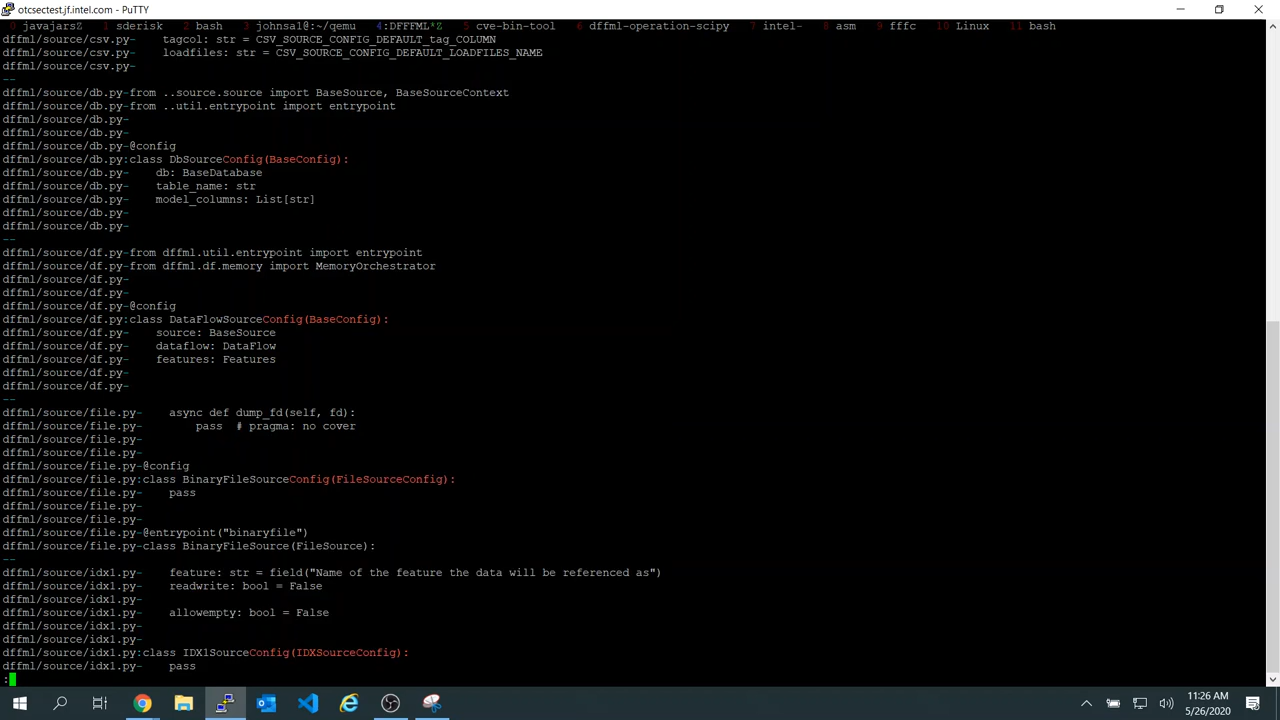 otcsectest.jf.intel.com - PuTTY
0 javajarsZ 1 sderisk 2 bash 3 johnsa1@:~/qemu 4:DFFFML*Z 5 cve-bin-tool 6 dffml-operation-scipy 7 intel- 8 asm 9 fffc 10 Linux 11 bash
dffml/source/csv.py-    tagcol: str = CSV_SOURCE_CONFIG_DEFAULT_tag_COLUMN
dffml/source/csv.py-    loadfiles: str = CSV_SOURCE_CONFIG_DEFAULT_LOADFILES_NAME
dffml/source/csv.py-
--
dffml/source/db.py-from ..source.source import BaseSource, BaseSourceContext
dffml/source/db.py-from ..util.entrypoint import entrypoint
dffml/source/db.py-
dffml/source/db.py-
dffml/source/db.py-@config
dffml/source/db.py:class DbSourceConfig(BaseConfig):
dffml/source/db.py-    db: BaseDatabase
dffml/source/db.py-    table_name: str
dffml/source/db.py-    model_columns: List[str]
dffml/source/db.py-
dffml/source/db.py-
--
dffml/source/df.py-from dffml.util.entrypoint import entrypoint
dffml/source/df.py-from dffml.df.memory import MemoryOrchestrator
dffml/source/df.py-
dffml/source/df.py-
dffml/source/df.py-@config
dffml/source/df.py:class DataFlowSourceConfig(BaseConfig):
dffml/source/df.py-    source: BaseSource
dffml/source/df.py-    dataflow: DataFlow
dffml/source/df.py-    features: Features
dffml/source/df.py-
dffml/source/df.py-
--
dffml/source/file.py-    async def dump_fd(self, fd):
dffml/source/file.py-        pass  # pragma: no cover
dffml/source/file.py-
dffml/source/file.py-
dffml/source/file.py-@config
dffml/source/file.py:class BinaryFileSourceConfig(FileSourceConfig):
dffml/source/file.py-    pass
dffml/source/file.py-
dffml/source/file.py-
dffml/source/file.py-@entrypoint("binaryfile")
dffml/source/file.py-class BinaryFileSource(FileSource):
--
dffml/source/idx1.py-    feature: str = field("Name of the feature the data will be referenced as")
dffml/source/idx1.py-    readwrite: bool = False
dffml/source/idx1.py-
dffml/source/idx1.py-    allowempty: bool = False
dffml/source/idx1.py-
dffml/source/idx1.py-
dffml/source/idx1.py:class IDX1SourceConfig(IDXSourceConfig):
dffml/source/idx1.py-    pass
:
11:26 AM
5/26/2020